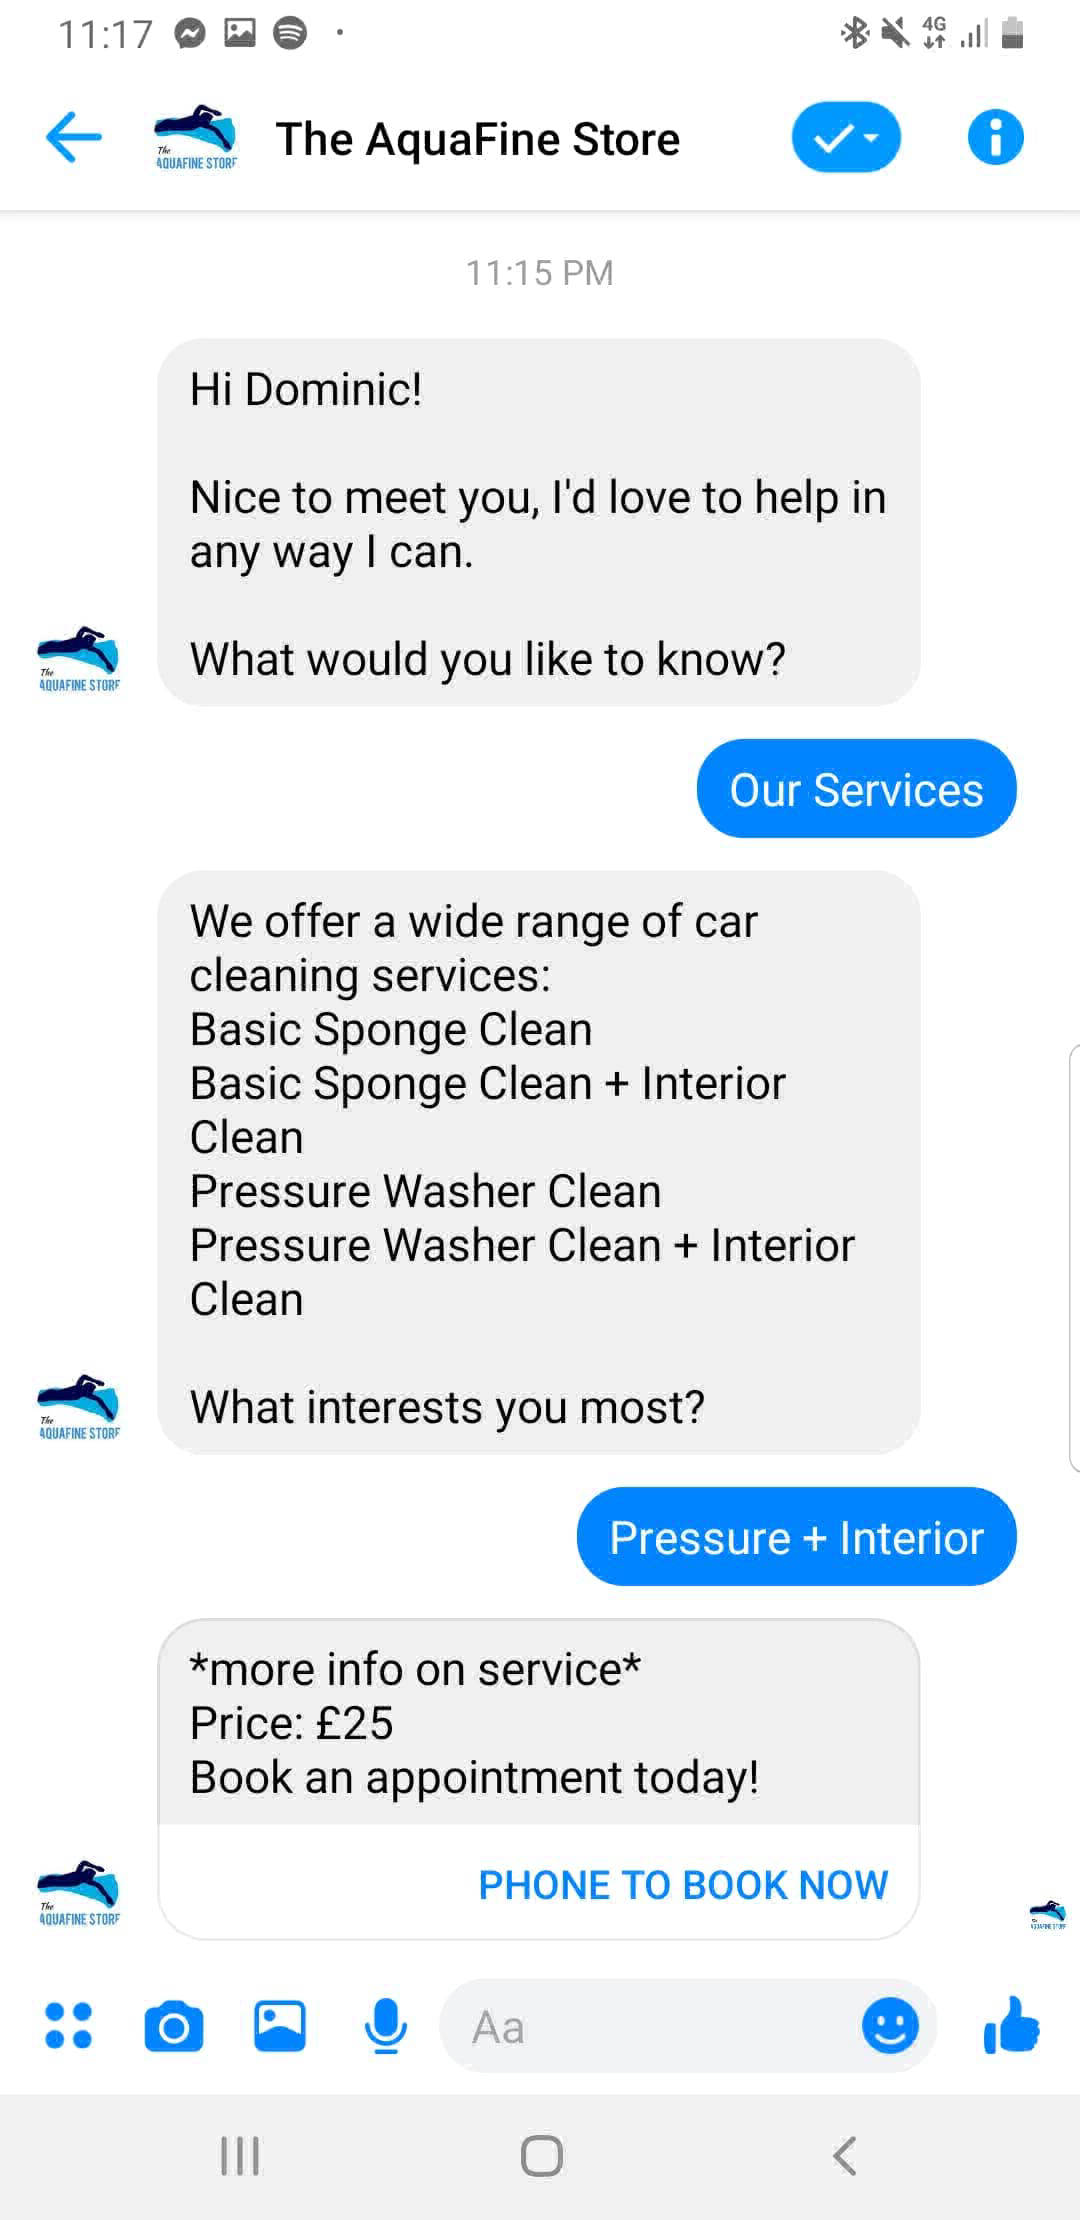 11:17
4G
The AquaFine Store
The
AQUAFINE STORE
11:15 PM
Hi Dominic!
Nice to meet you, I'd love to help in
any way I can.
What would you like to know?
The
AQUAFINE STORE
Our Services
We offer a wide range of car
cleaning services:
Basic Sponge Clean
Basic Sponge Clean + Interior
Clean
Pressure Washer Clean
Pressure Washer Clean + Interior
Clean
What interests you most?
The
AQUAFINE STORE
Pressure + Interior
*more info on service*
Price: £25
Book an appointment today!
PHONE TO BOOK NOW
The
AQUAFINE STORE
Aa